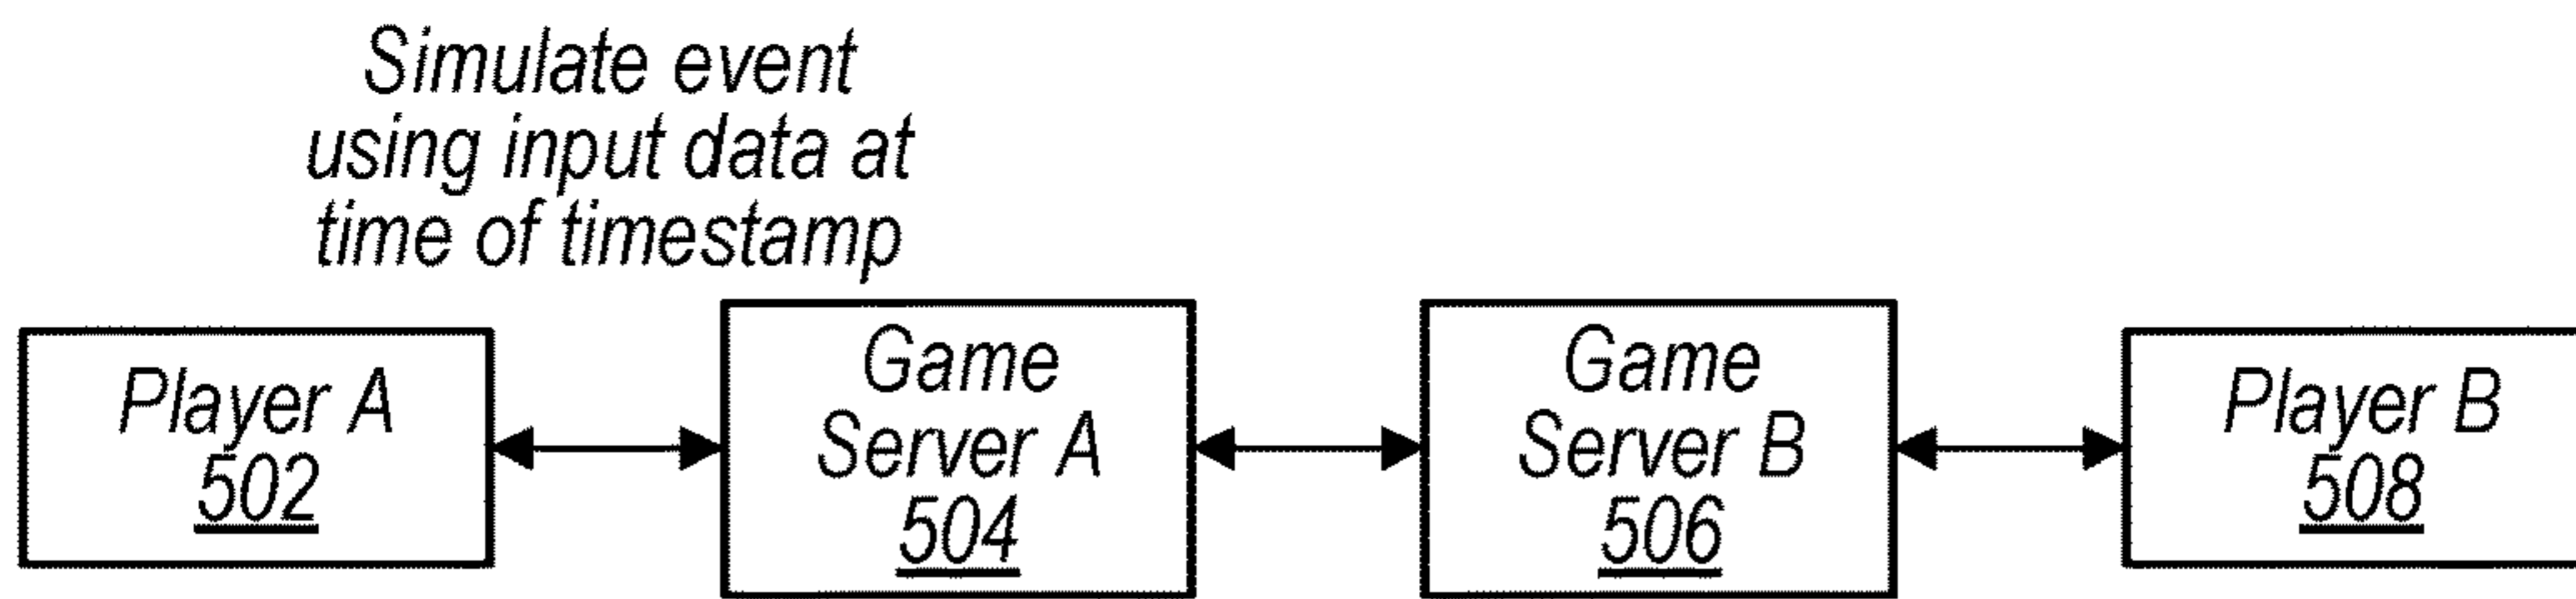 Simulate event
using input data at
time of timestamp
Player A
502
Game
Server A
504
Game
Server B
506
Player B
508